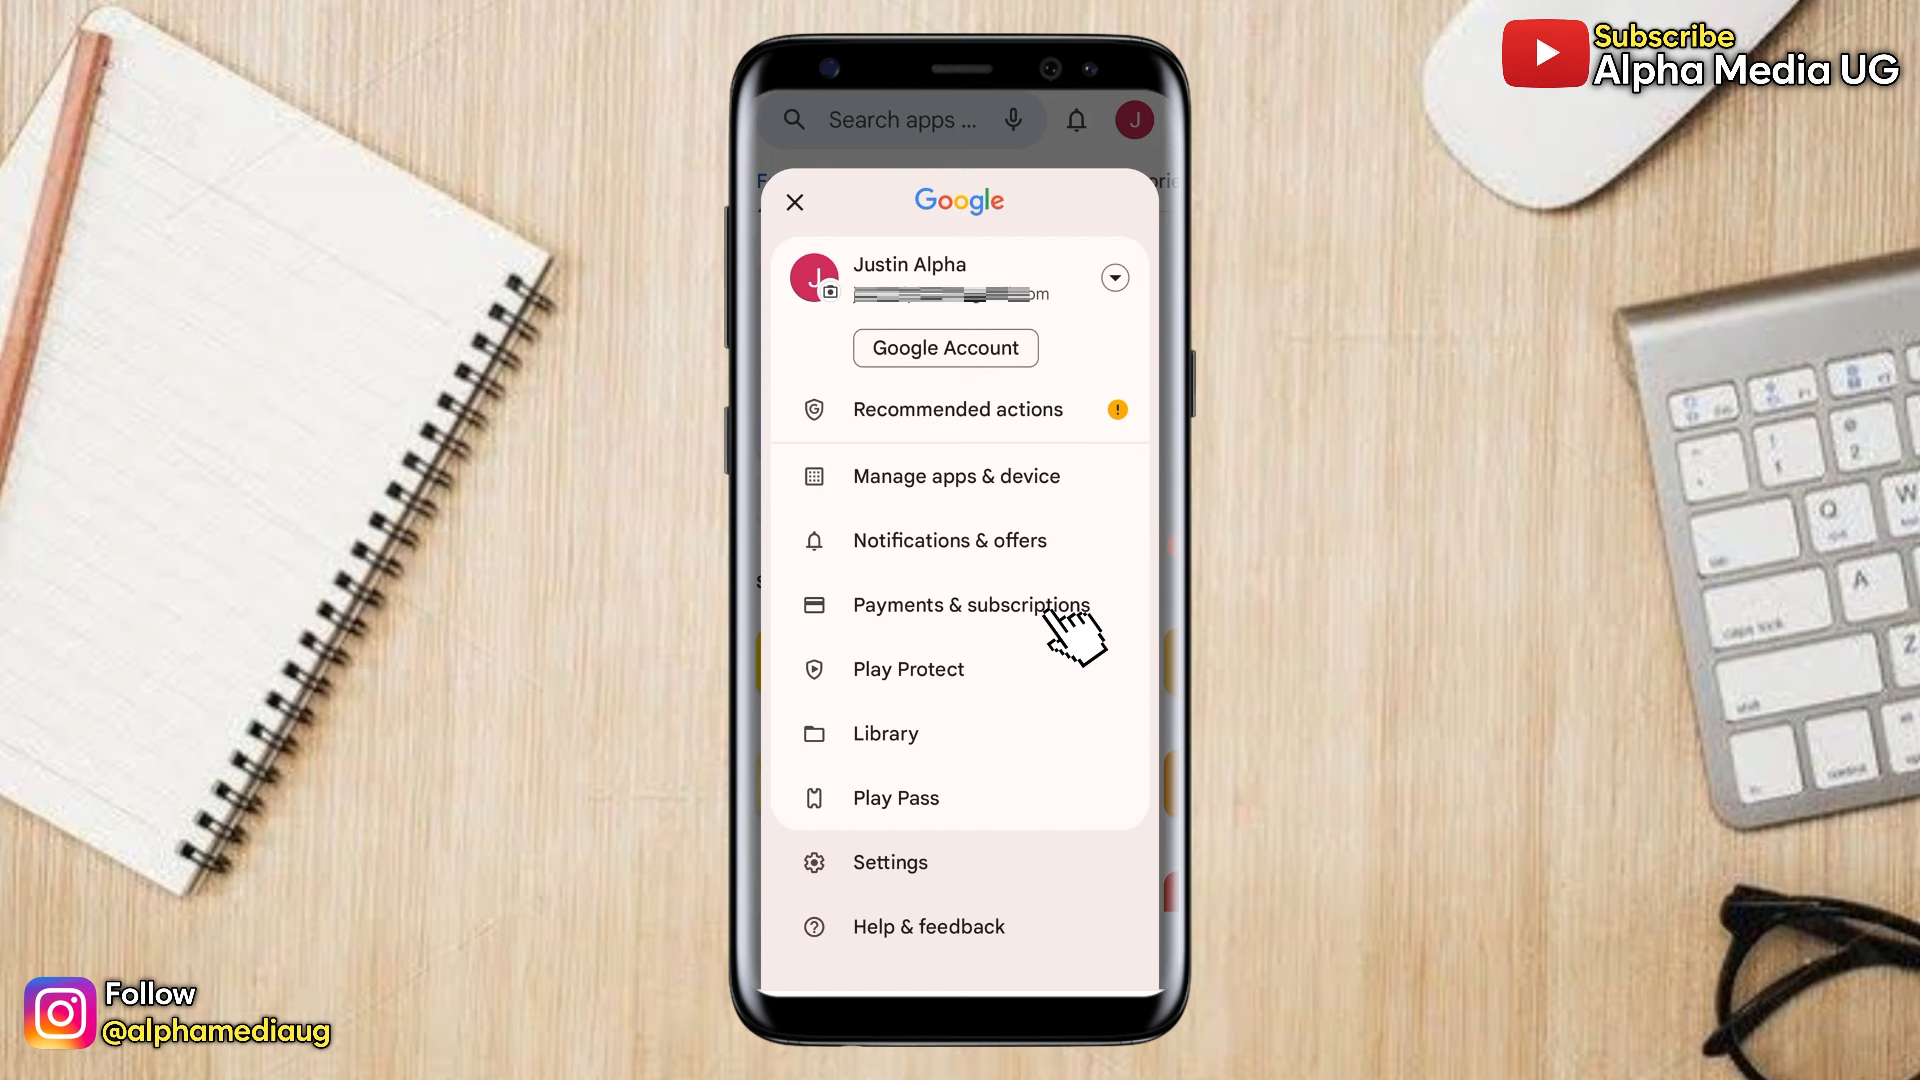 Subscribe
Alpha Media UG
Search apps ...
Google
J
Justin Alpha
om
Google Account
Recommended actions
Manage apps & device
Notifications & offers
Payments & subscriptions
Play Protect
Library
Play Pass
Settings
Help & feedback
Follow
@alphamediaug